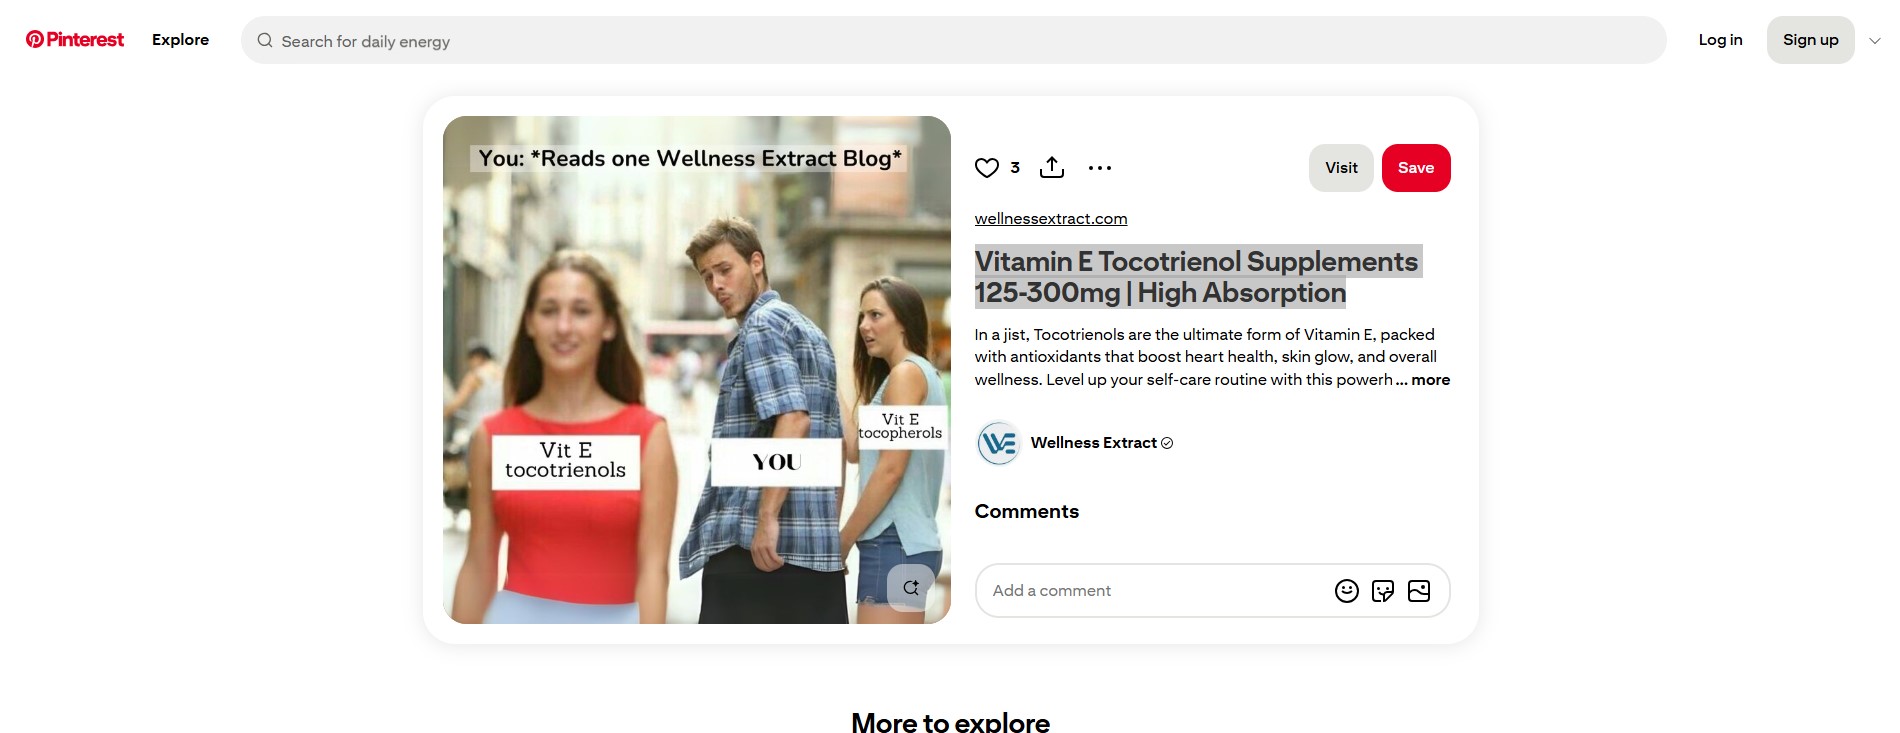 Pinterest
Explore
Search for daily energy
Log in
Sign up
You: *Reads one Wellness Extract Blog*
Vit E
tocotrienols
YOU
Vit E
tocopherols
3
Visit
Save
wellnessextract.com
Vitamin E Tocotrienol Supplements
125-300mg | High Absorption
In a jist, Tocotrienols are the ultimate form of Vitamin E, packed
with antioxidants that boost heart health, skin glow, and overall
wellness. Level up your self-care routine with this powerh... more
WE
Wellness Extract
Comments
Add a comment
More to explore